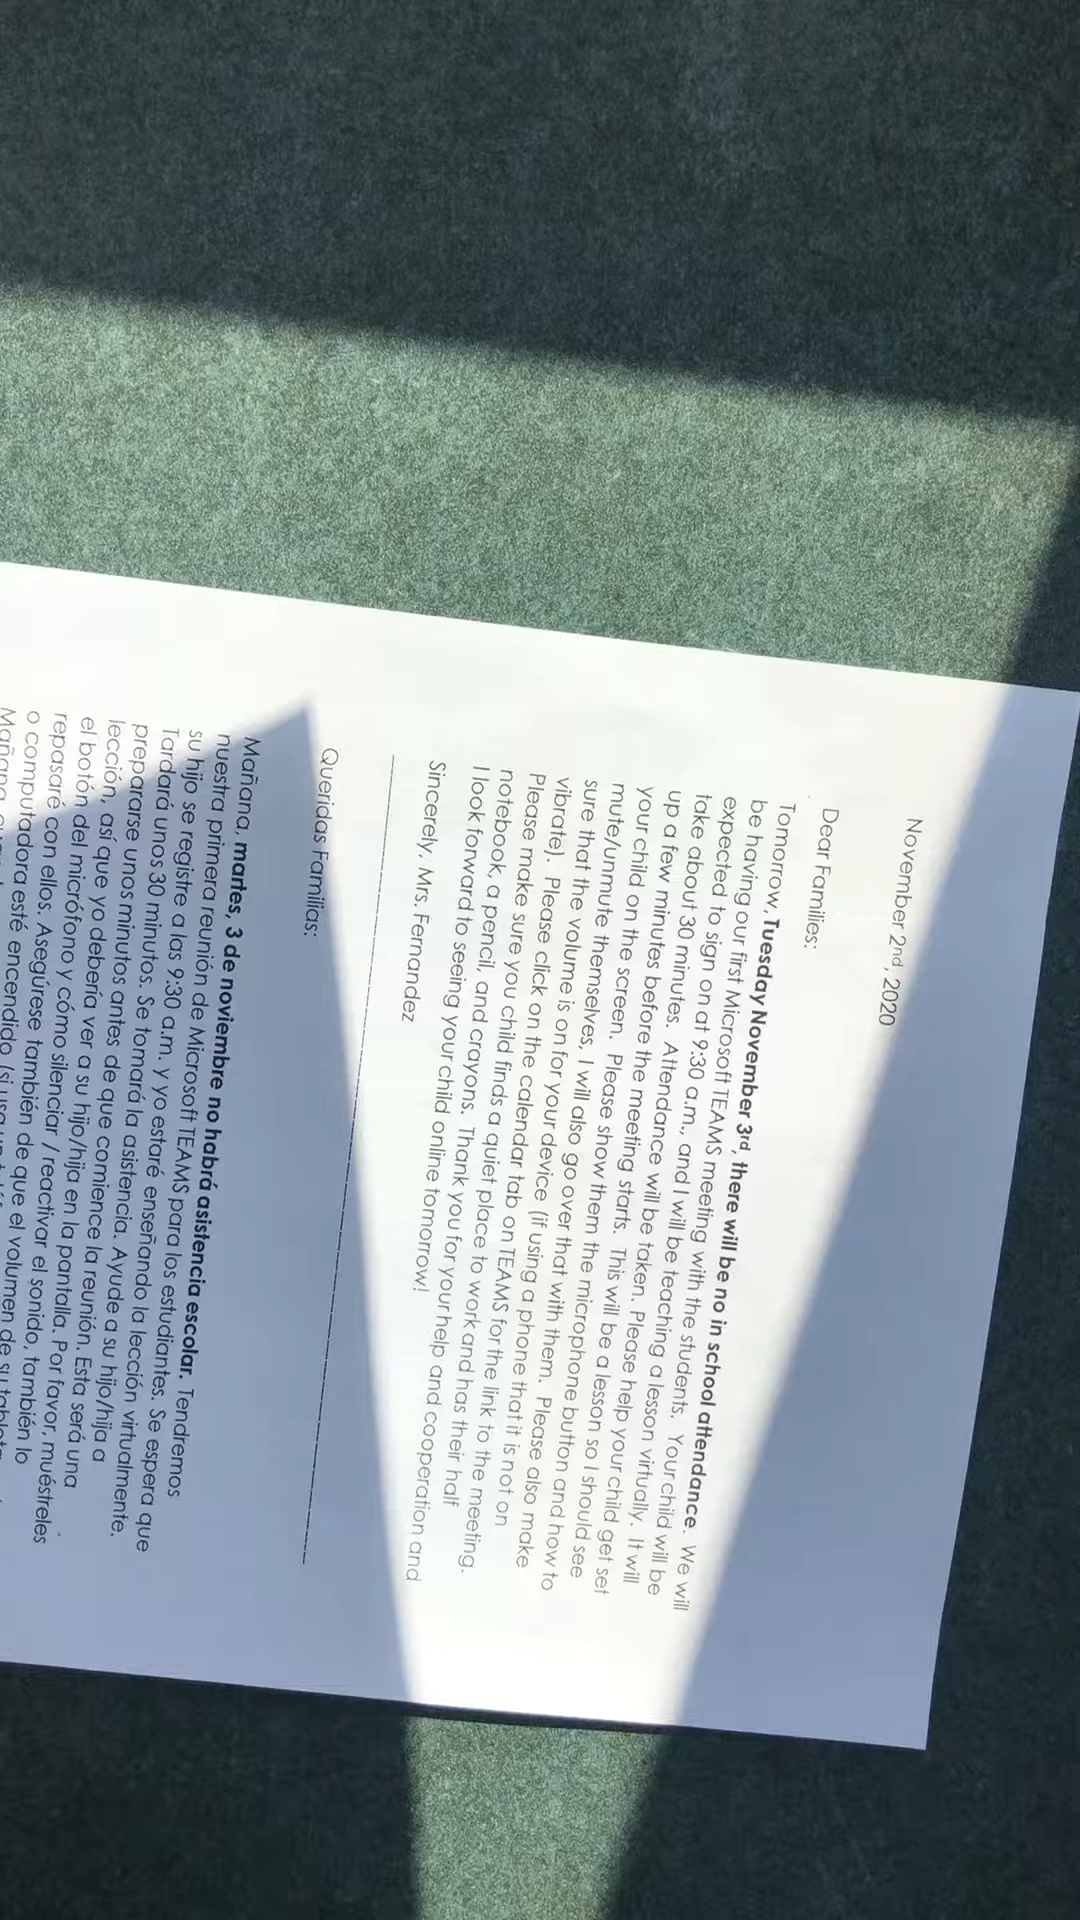 November 2nd, 2020
Dear Families:
Tomorrow, Tuesday November 3rd, there will be no in school attendance. We will
be having our first Microsoft TEAMS meeting with the students. Your child will be
expected to sign on at 9:30 a.m., and I will be teaching a lesson virtually. It will
take about 30 minutes. Attendance will be taken. Please help your child get set
up a few minutes before the meeting starts. This will be a lesson so I should see
your child on the screen. Please show them the microphone button and how to
mute/unmute themselves, I will also go over that with them. Please also make
sure that the volume is on for your device (if using a phone that it is not on
vibrate). Please click on the calendar tab on TEAMS for the link to the meeting.
Please make sure you child finds a quiet place to work and has their half
notebook, a pencil, and crayons. Thank you for your help and cooperation and
I look forward to seeing your child online tomorrow!
Sincerely, Mrs. Fernandez
Queridas Familias:
Mañana, martes, 3 de noviembre no habrá asistencia escolar. Tendremos
nuestra primera reunión de Microsoft TEAMS para los estudiantes. Se espera que
su hijo se registre a las 9:30 a.m. y yo estaré enseñando la lección virtualmente.
Tardará unos 30 minutos. Se tomará la asistencia. Ayude a su hijo/hija a
prepararse unos minutos antes de que comience la reunión. Esta será una
lección, así que yo debería ver a su hijo/hija en la pantalla. Por favor, muéstreles
el botón del micrófono y cómo silenciar / reactivar el sonido, también lo
repasaré con ellos. Asegúrese también de que el volumen de su tableta
o computadora esté encendido (si usa un